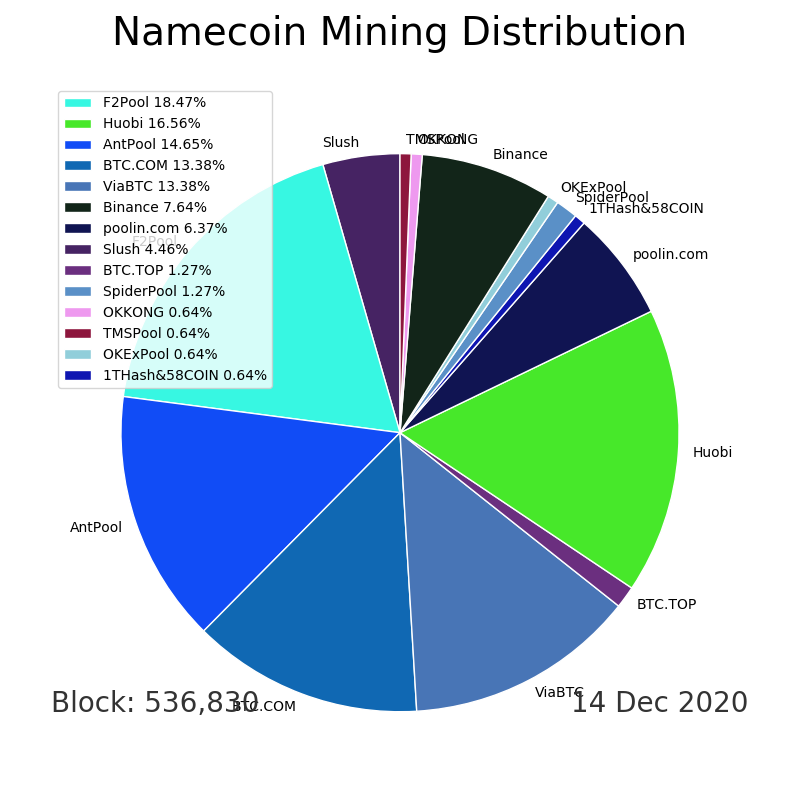 Namecoin Mining Distribution
F2Pool 18.47%
Huobi 16.56%
AntPool 14.65%
BTC.COM 13.38%
ViaBTC 13.38%
Binance 7.64%
poolin.com 6.37%
Slush 4.46%
BTC.TOP 1.27%
SpiderPool 1.27%
OKKONG 0.64%
TMSPool 0.64%
OKExPool 0.64%
1THash&58COIN 0.64%
F2Pool
Slush
TMSPool
OKKONG
Binance
OKExPool
SpiderPool
1THash&58COIN
poolin.com
Huobi
BTC.TOP
ViaBTC
BTC.COM
AntPool
Block: 536,830
14 Dec 2020